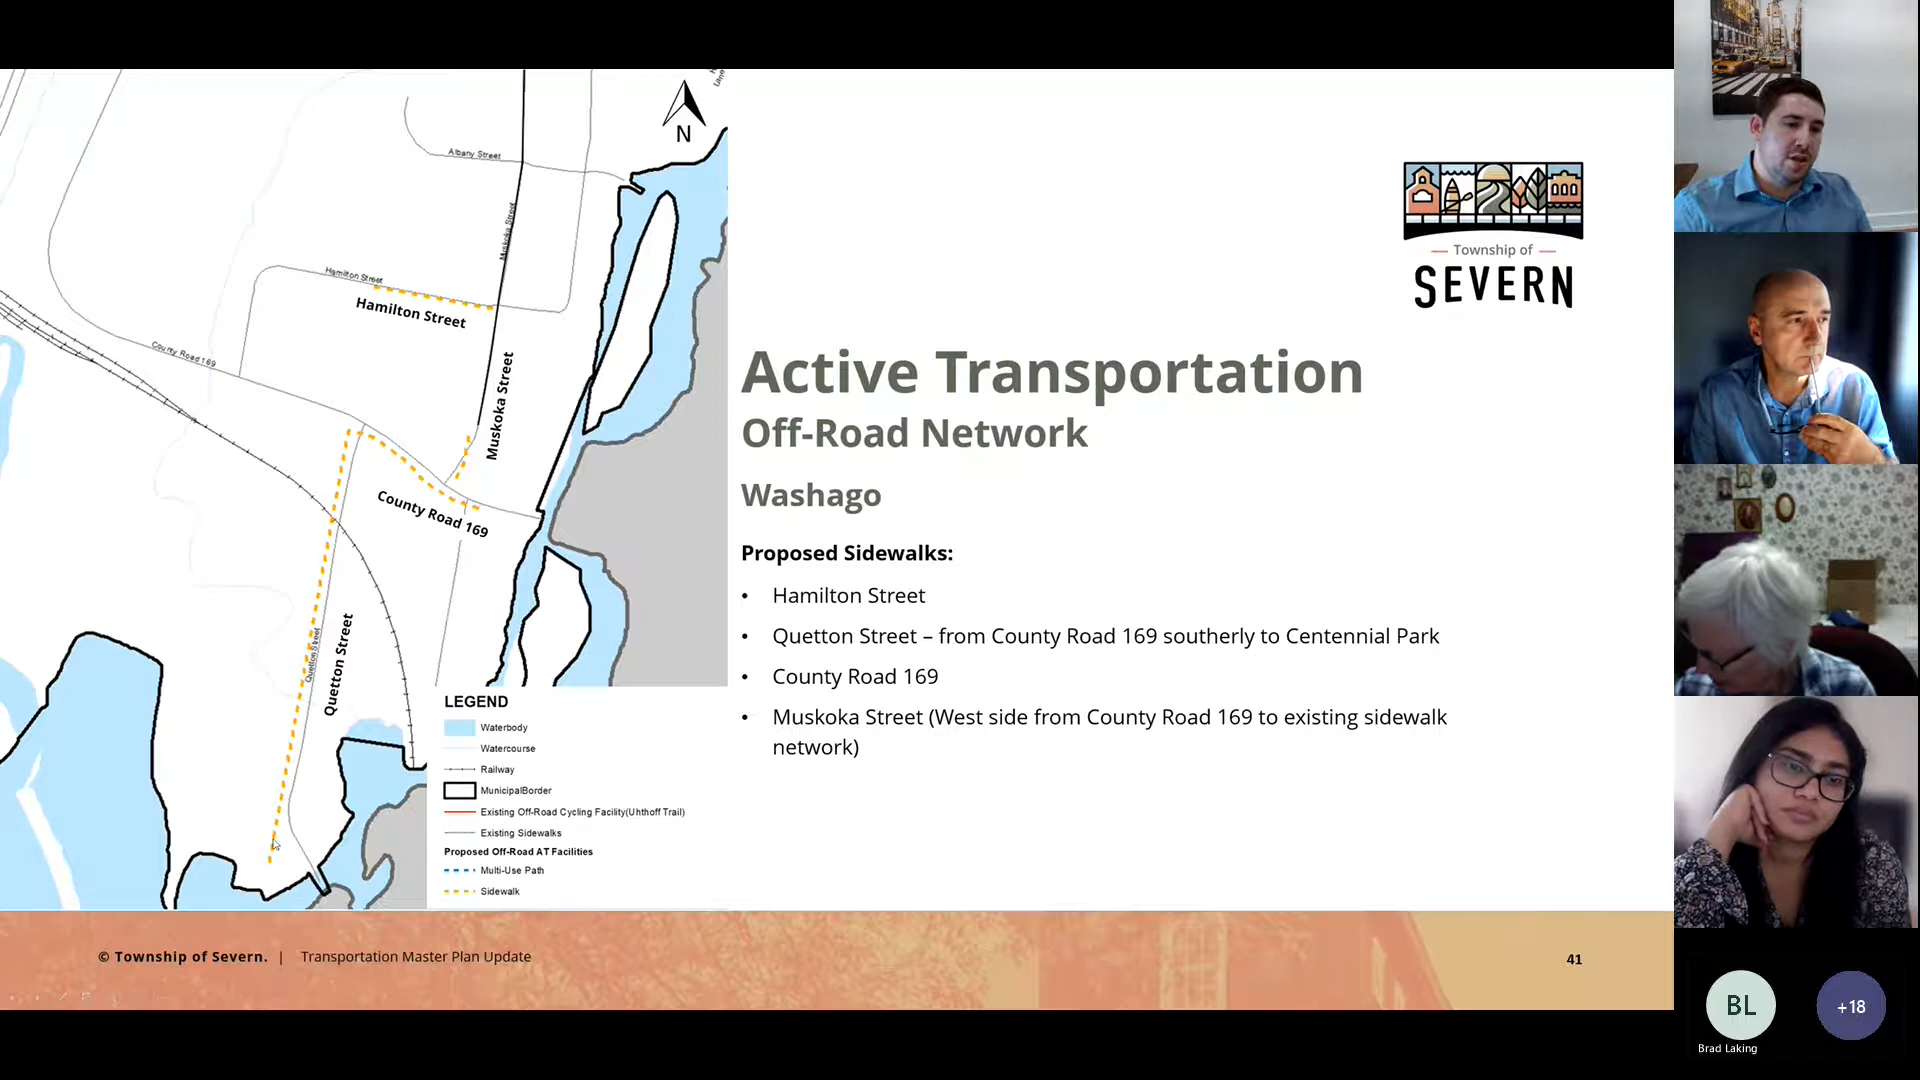 N
Albany Street
Muskoka Street
Hamilton Street
Hamilton Street
County Road 169
Muskoka Street
County Road 169
Quetton Street
Quetton Street
LEGEND
Waterbody
Watercourse
Railway
MunicipalBorder
Existing Off-Road Cycling Facility(Uhthoff Trail)
Existing Sidewalks
Proposed Off-Road AT Facilities
Multi-Use Path
Sidewalk
Township of
SEVERN
Active Transportation
Off-Road Network
Washago
Proposed Sidewalks:
• Hamilton Street
• Quetton Street – from County Road 169 southerly to Centennial Park
• County Road 169
• Muskoka Street (West side from County Road 169 to existing sidewalk
network)
© Township of Severn. | Transportation Master Plan Update
41
BL
+18
Brad Laking